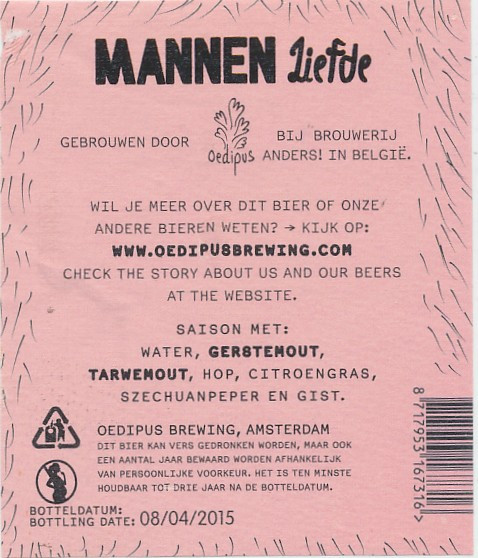 MANNEN Liefde
GEBROUWEN DOOR Oedipus BIJ BROUWERIJ
ANDERS! IN BELGIË.
WIL JE MEER OVER DIT BIER OF ONZE
ANDERE BIEREN WETEN? → KIJK OP:
WWW.OEDIPUSBREWING.COM
CHECK THE STORY ABOUT US AND OUR BEERS
AT THE WEBSITE.
SAISON MET:
WATER, GERSTEMOUT,
TARWEMOUT, HOP, CITROENGRAS,
SZECHUANPEPER EN GIST.
OEDIPUS BREWING, AMSTERDAM
DIT BIER KAN VERS GEDRONKEN WORDEN, MAAR OOK
EEN AANTAL JAAR BEWAARD WORDEN AFHANKELIJK
VAN PERSOONLIJKE VOORKEUR. HET IS TEN MINSTE
HOUDBAAR TOT DRIE JAAR NA DE BOTTELDATUM.
BOTTELDATUM:
BOTTLING DATE: 08/04/2015
8 717953 167316 >